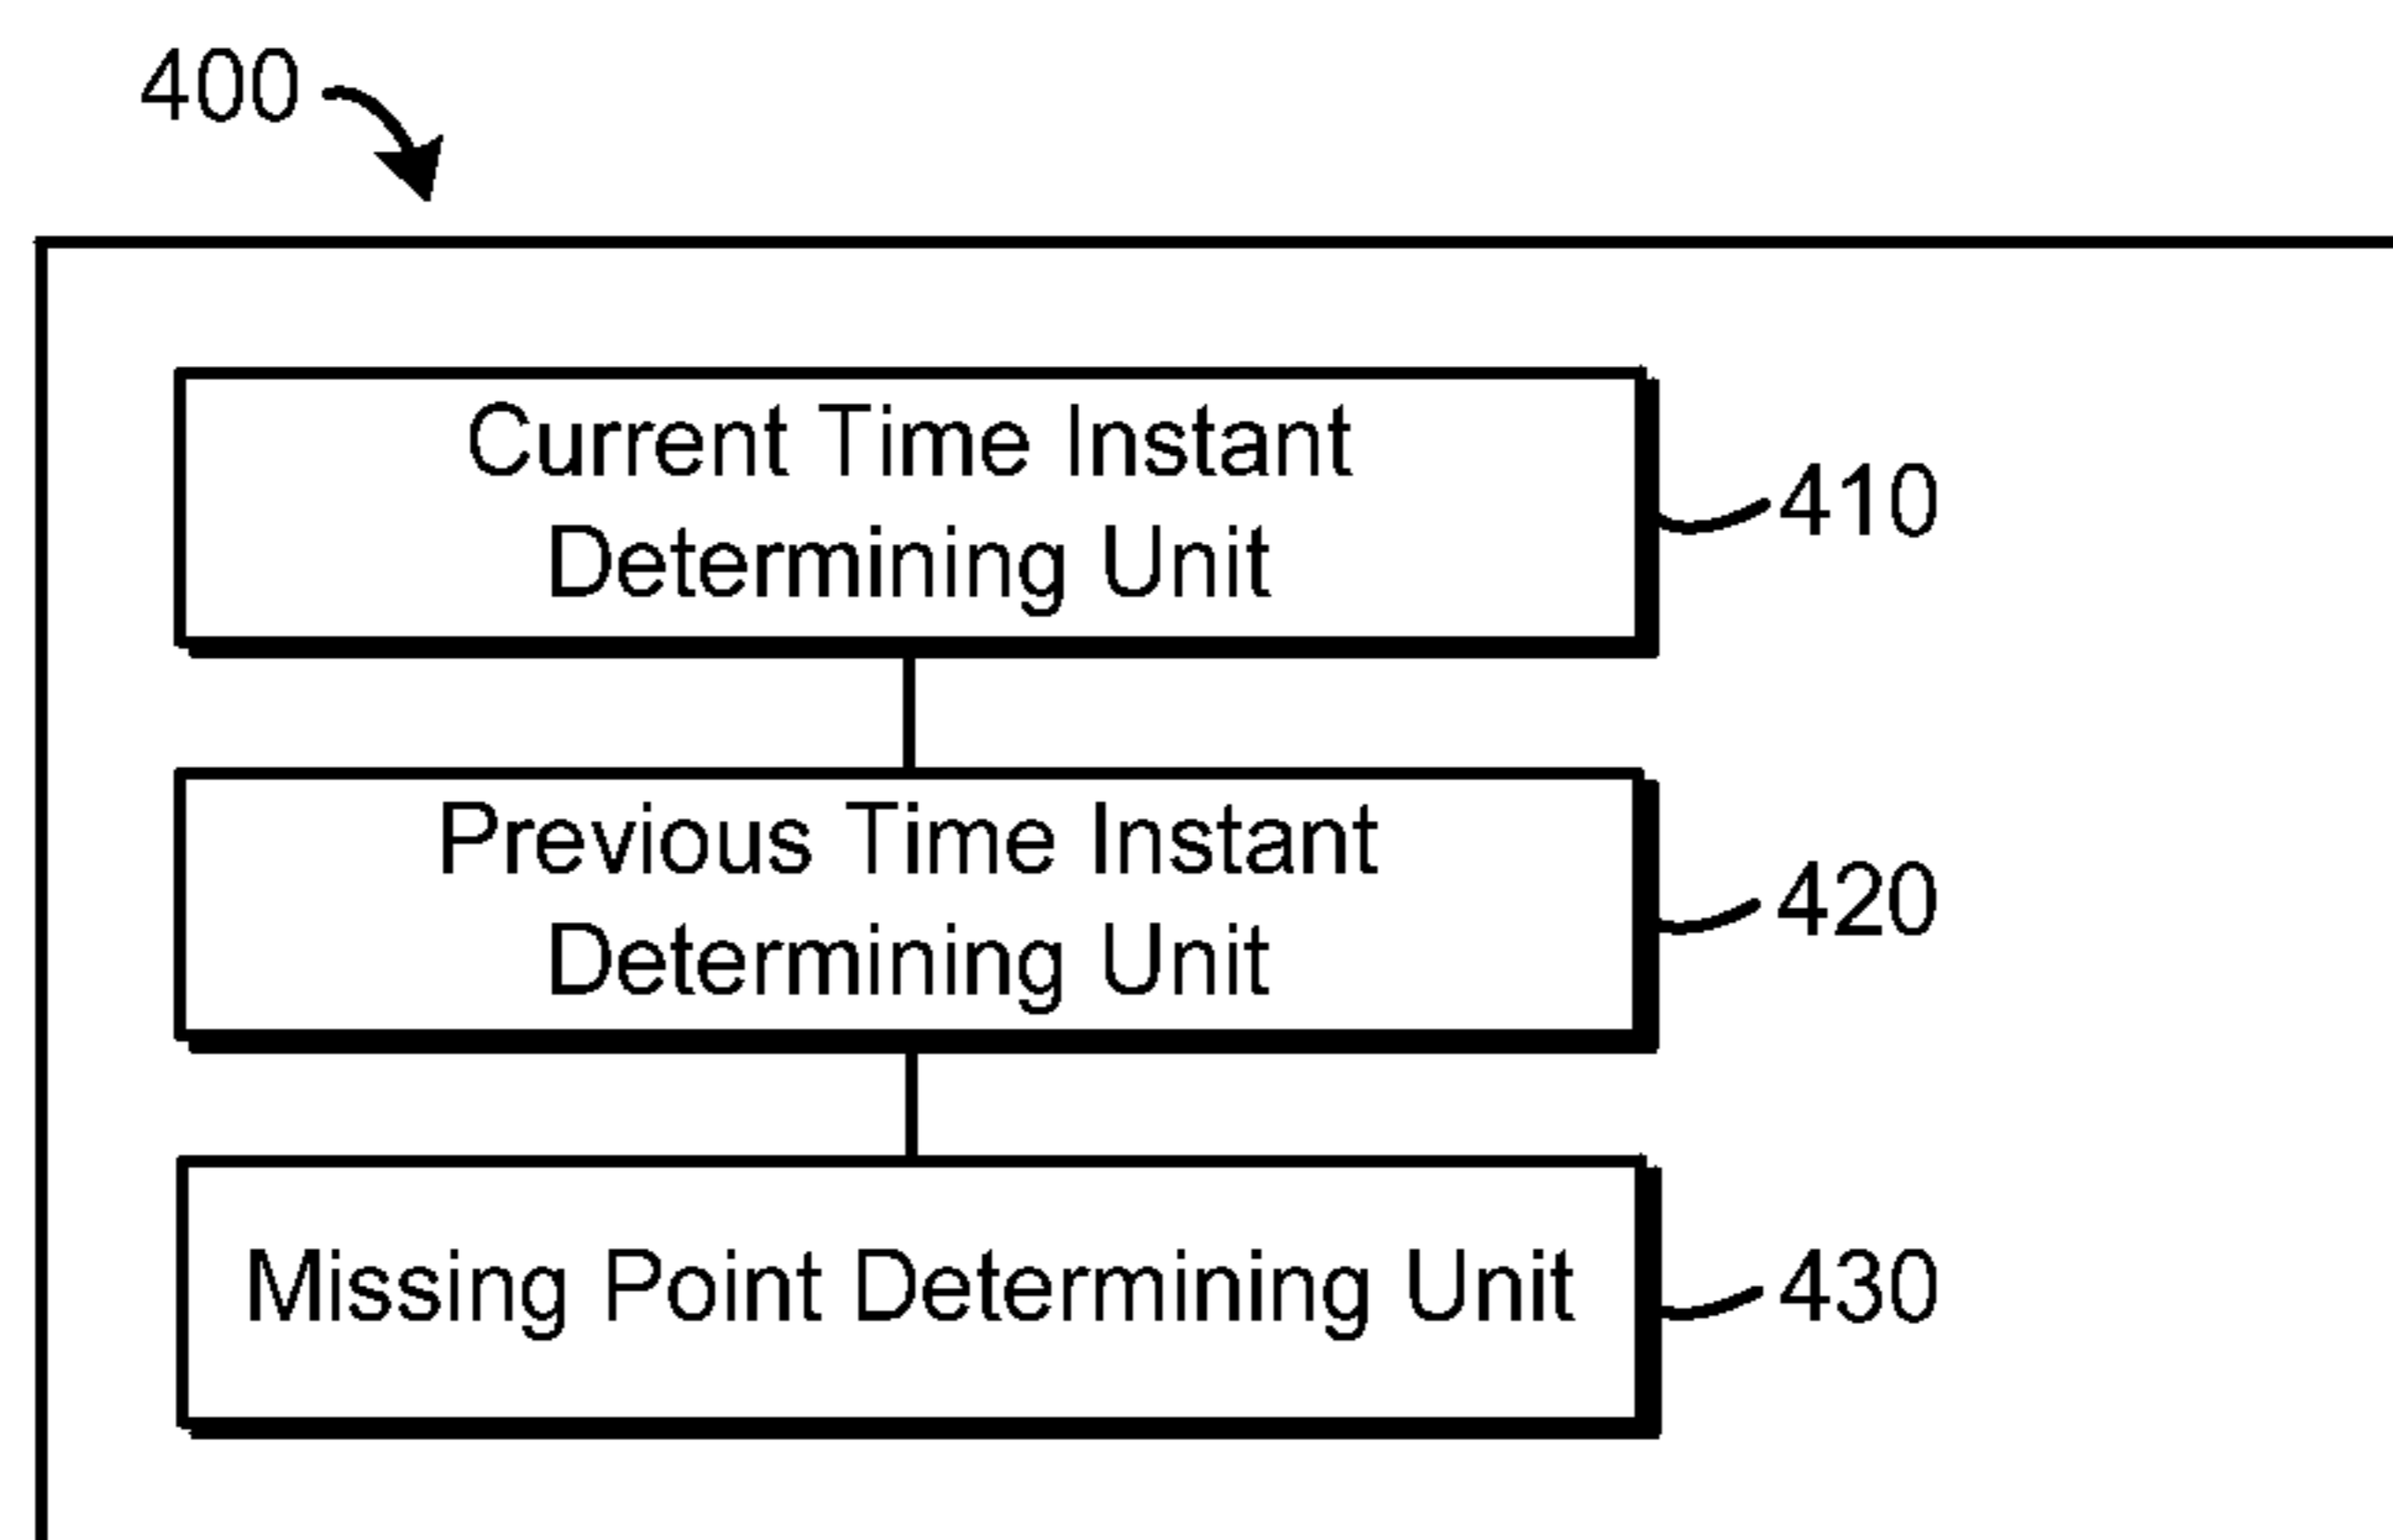 400
Current Time Instant
Determining Unit
410
Previous Time Instant
Determining Unit
420
Missing Point Determining Unit
430